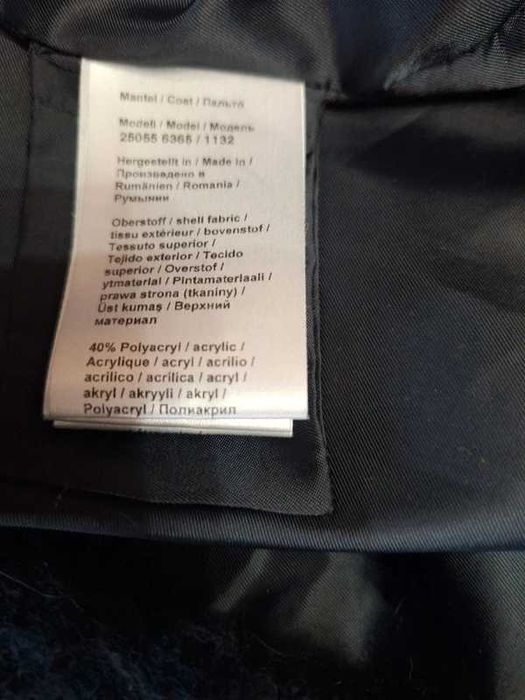 Mantel / Coat / Пальто
Modell / Model / Модель
25055 6365 / 1132
Hergestellt in / Made in /
Произведено в
Rumänien / Romania /
Румынии
Oberstoff / shell fabric /
tissu extérieur / bovenstof /
Tessuto superior /
Tejido exterior / Tecido
superior / Overstof /
ytmaterial / Pintamateriaali /
prawa strona (tkaniny) /
Üst kumaş / Верхний
материал
40% Polyacryl / acrylic /
Acrylique / acryl / acrilio /
acrilico / acrílica / acryl /
akryl / akryyli / akryl /
Polyacryl / Полиакрил